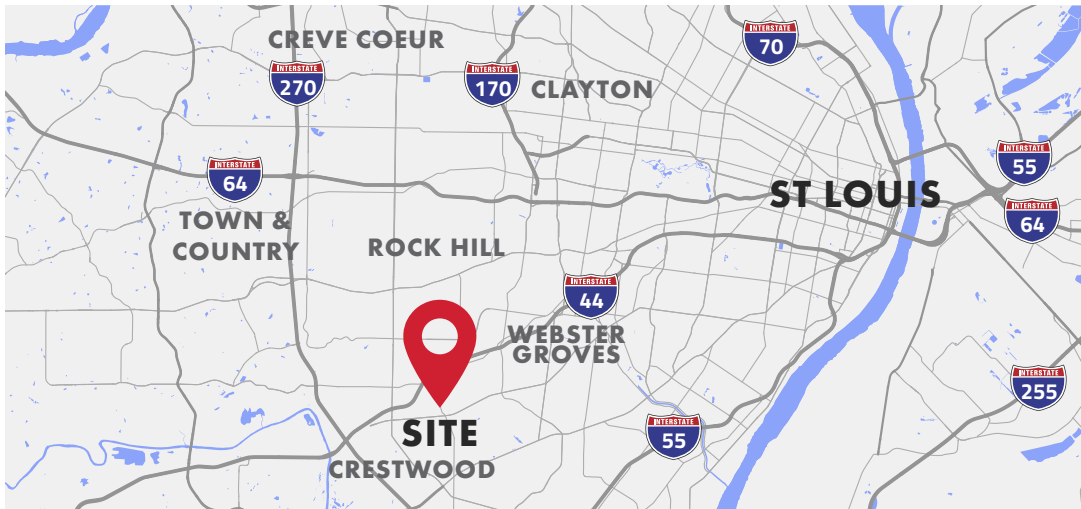 CREVE COEUR
INTERSTATE
70
INTERSTATE
270
INTERSTATE
170
CLAYTON
INTERSTATE
55
INTERSTATE
64
ST LOUIS
INTERSTATE
64
TOWN &
COUNTRY
ROCK HILL
INTERSTATE
44
WEBSTER
GROVES
INTERSTATE
255
SITE
INTERSTATE
55
CRESTWOOD